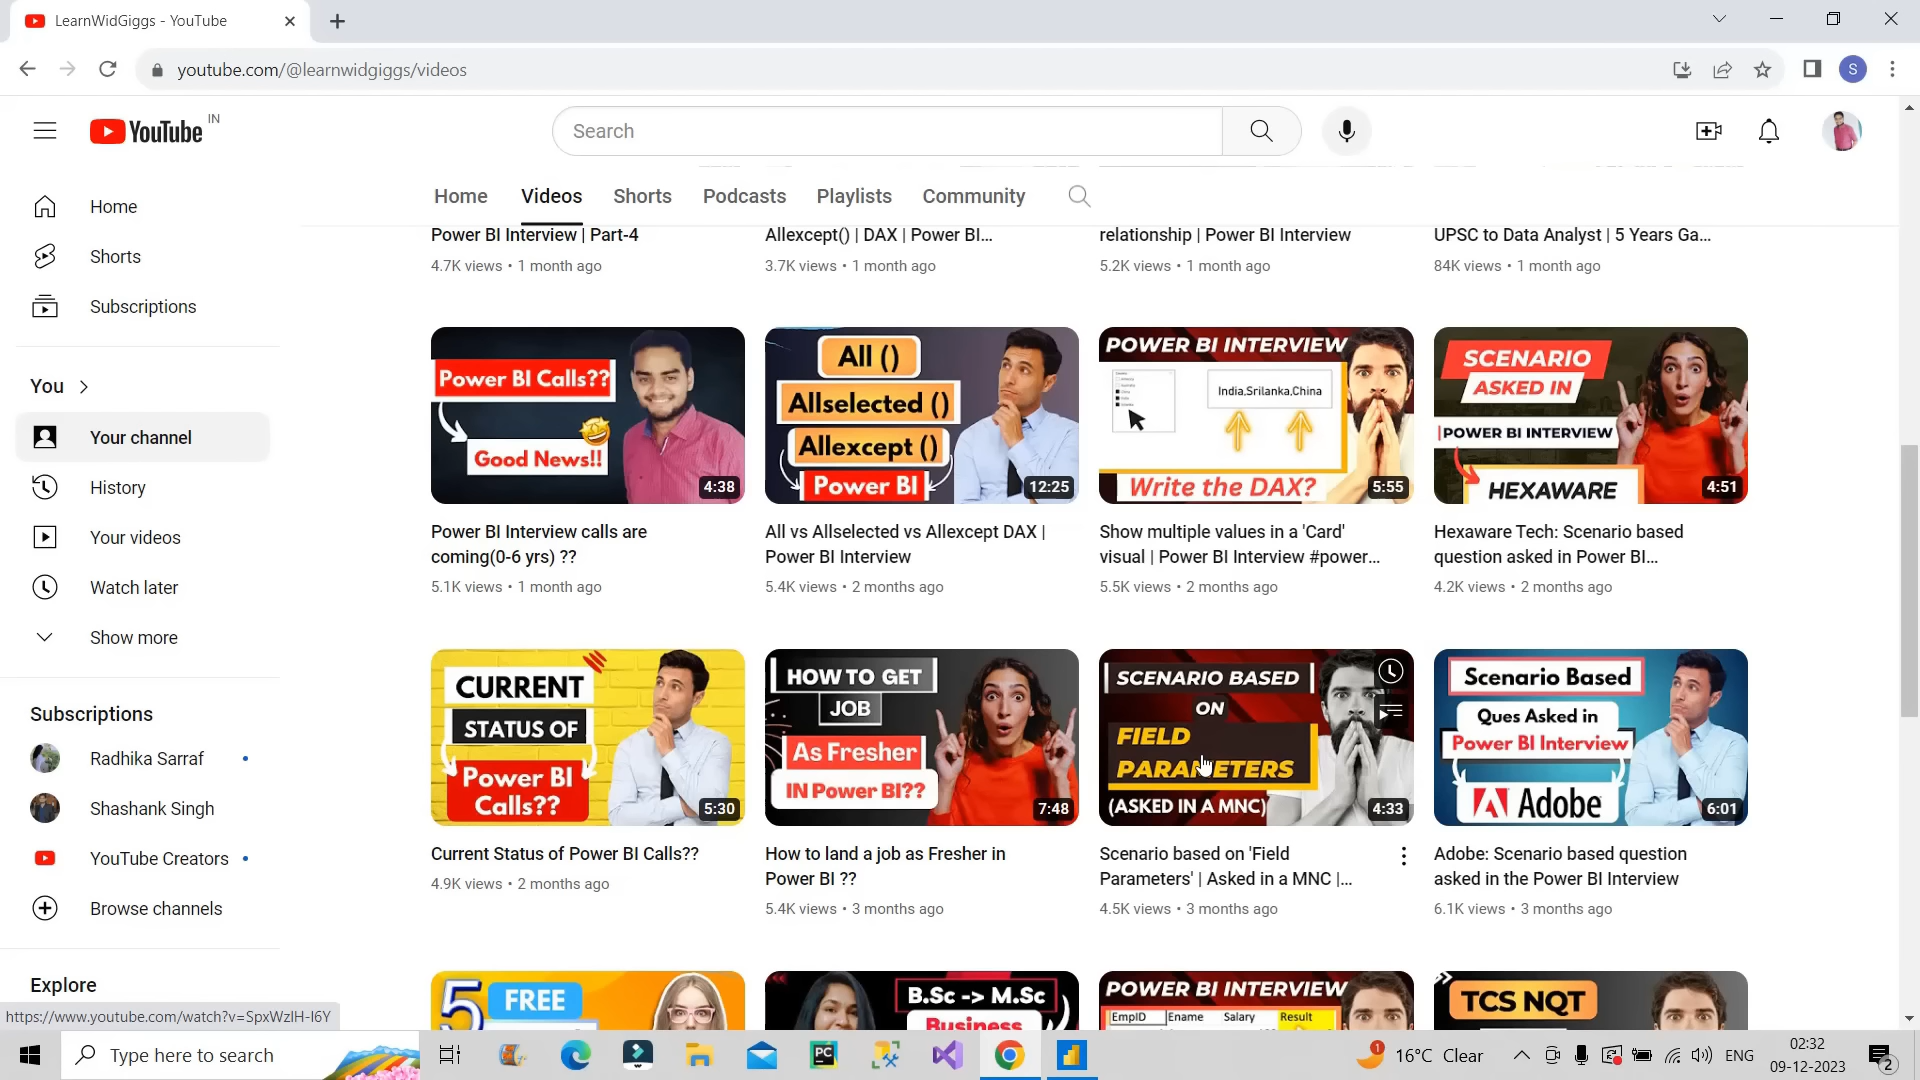 LearnWidGiggs - YouTube
youtube.com/@learnwidgiggs/videos
S
YouTube IN
Search
Home
Shorts
Subscriptions
You
Your channel
History
Your videos
Watch later
Show more
Subscriptions
Radhika Sarraf
Shashank Singh
YouTube Creators
Browse channels
Explore
https://www.youtube.com/watch?v=SpxWzIH-I6Y
Home Videos Shorts Podcasts Playlists Community
Power BI Interview | Part-4
4.7K views • 1 month ago
Allexcept() | DAX | Power BI...
3.7K views • 1 month ago
relationship | Power BI Interview
5.2K views • 1 month ago
UPSC to Data Analyst | 5 Years Ga...
84K views • 1 month ago
Power BI Calls??
Good News!!
4:38
Power BI Interview calls are
coming(0-6 yrs) ??
5.1K views • 1 month ago
All ()
Allselected ()
Allexcept ()
Power BI
12:25
All vs Allselected vs Allexcept DAX |
Power BI Interview
5.4K views • 2 months ago
POWER BI INTERVIEW
India,Srilanka,China
Write the DAX?
5:55
Show multiple values in a 'Card'
visual | Power BI Interview #power...
5.5K views • 2 months ago
SCENARIO
ASKED IN
POWER BI INTERVIEW
HEXAWARE
4:51
Hexaware Tech: Scenario based
question asked in Power BI...
4.2K views • 2 months ago
CURRENT
STATUS OF
Power BI
Calls??
5:30
Current Status of Power BI Calls??
4.9K views • 2 months ago
HOW TO GET
JOB
As Fresher
IN Power BI??
7:48
How to land a job as Fresher in
Power BI ??
5.4K views • 3 months ago
SCENARIO BASED
ON
FIELD
PARAMETERS
(ASKED IN A MNC)
4:33
Scenario based on 'Field
Parameters' | Asked in a MNC |...
4.5K views • 3 months ago
Scenario Based
Ques Asked in
Power BI Interview
Adobe
6:01
Adobe: Scenario based question
asked in the Power BI Interview
6.1K views • 3 months ago
5 FREE
B.Sc -> M.Sc
Business
POWER BI INTERVIEW
EmpID Ename Salary Result
TCS NQT
Type here to search
PC
1
16°C Clear
ENG
02:32
09-12-2023
2